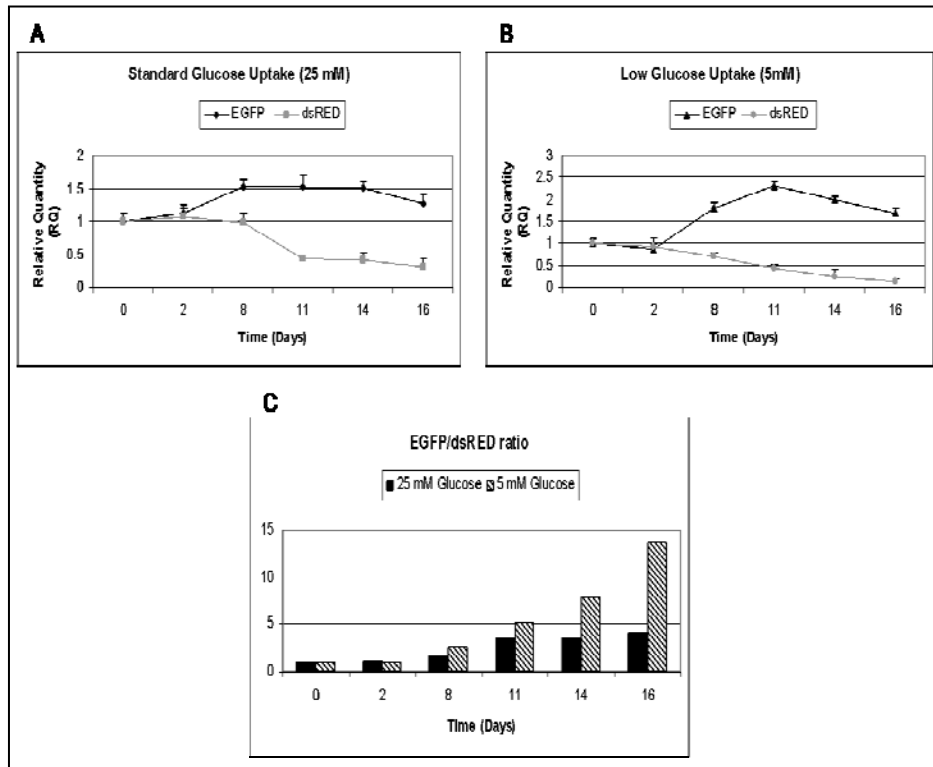 A
Standard Glucose Uptake (25 mM)
EGFP dsRED
Relative Quantity
(RQ)
2
1.5
1
0.5
0
0 2 8 11 14 16
Time (Days)
B
Low Glucose Uptake (5mM)
EGFP dsRED
Relative Quantity
(RQ)
3
2.5
2
1.5
1
0.5
0
0 2 8 11 14 16
Time (Days)
C
EGFP/dsRED ratio
25 mM Glucose 5 mM Glucose
15
10
5
0
0 2 8 11 14 16
Time (Days)